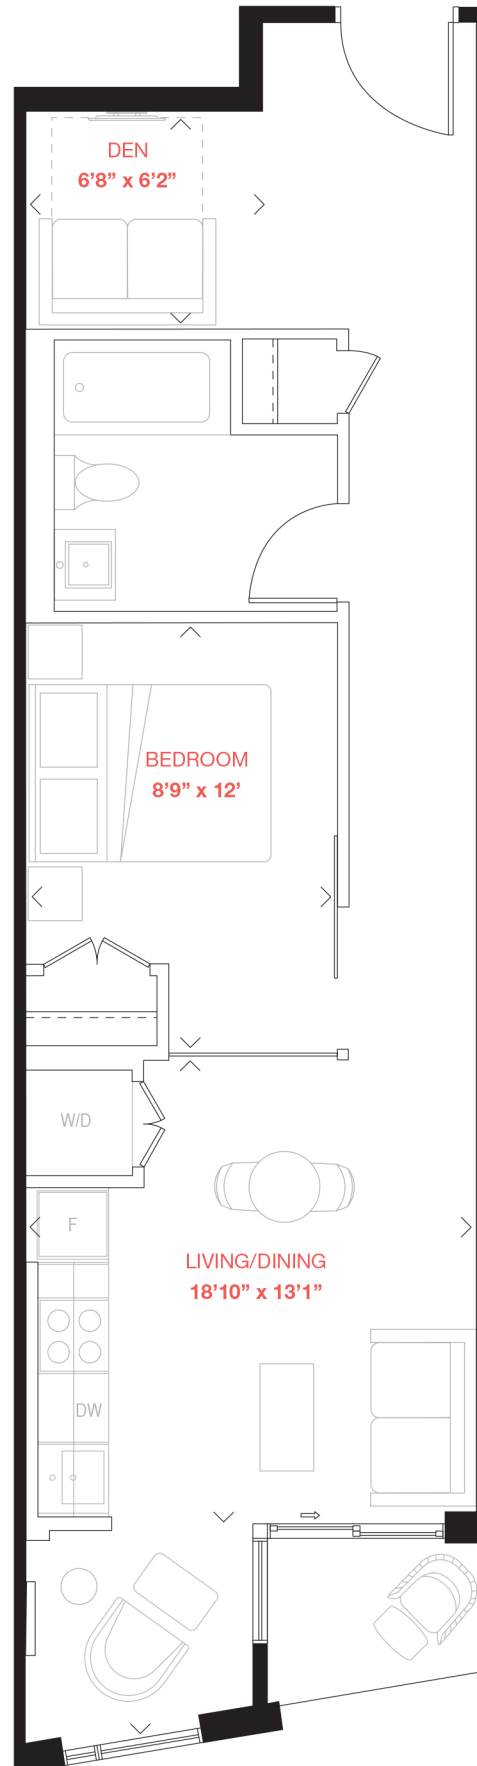 DEN
6’8” x 6’2”
BEDROOM
8’9” x 12’
W/D
F
LIVING/DINING
18’10” x 13’1”
DW